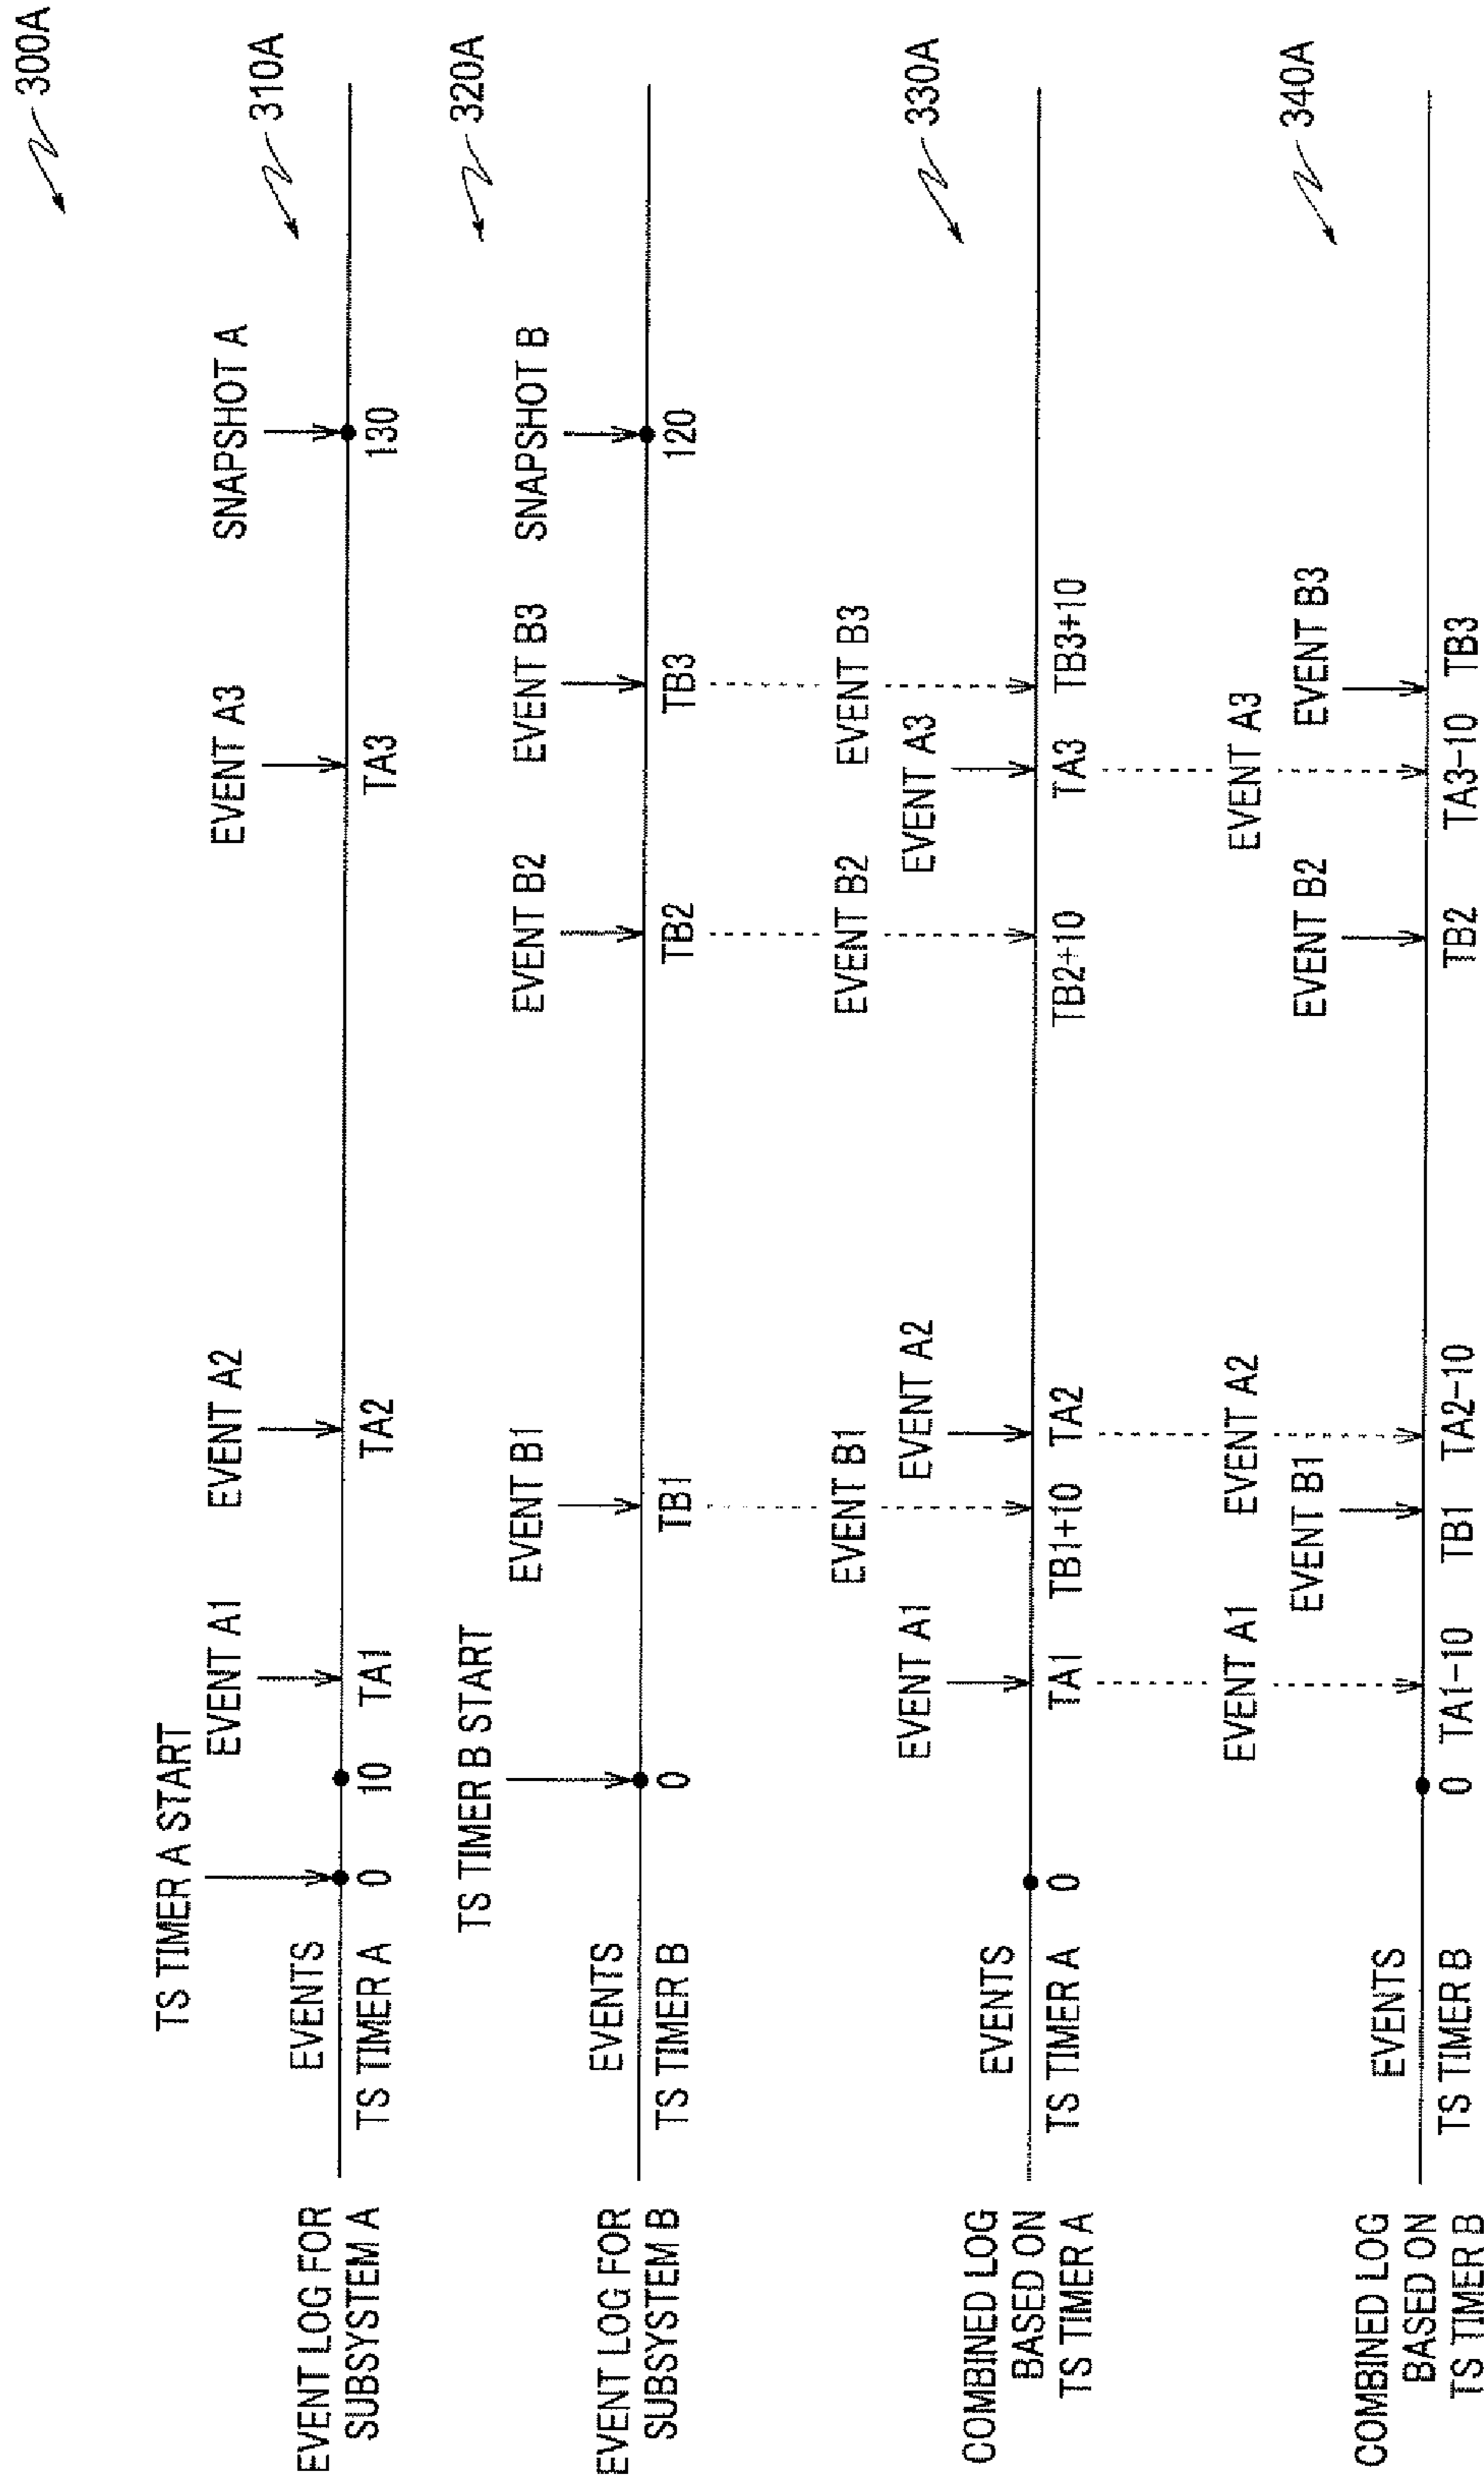 300A
310A
TS TIMER A START
EVENT A1
EVENT A2
EVENT A3
SNAPSHOT A
EVENT LOG FOR
SUBSYSTEM A
EVENTS
TS TIMER A
0
10
TA1
TA2
TA3
130
320A
TS TIMER B START
EVENT B1
EVENT B2
EVENT B3
SNAPSHOT B
EVENT LOG FOR
SUBSYSTEM B
EVENTS
TS TIMER B
0
TB1
TB2
TB3
120
330A
EVENT B1
EVENT B2
EVENT B3
EVENT A1
EVENT A2
EVENT A3
COMBINED LOG
BASED ON
TS TIMER A
EVENTS
TS TIMER A
0
TA1
TB1+10
TA2
TB2+10
TA3
TB3+10
340A
EVENT A1
EVENT A2
EVENT A3
EVENT B1
EVENT B2
EVENT B3
COMBINED LOG
BASED ON
TS TIMER B
EVENTS
TS TIMER B
0
TA1-10
TB1
TA2-10
TB2
TA3-10
TB3